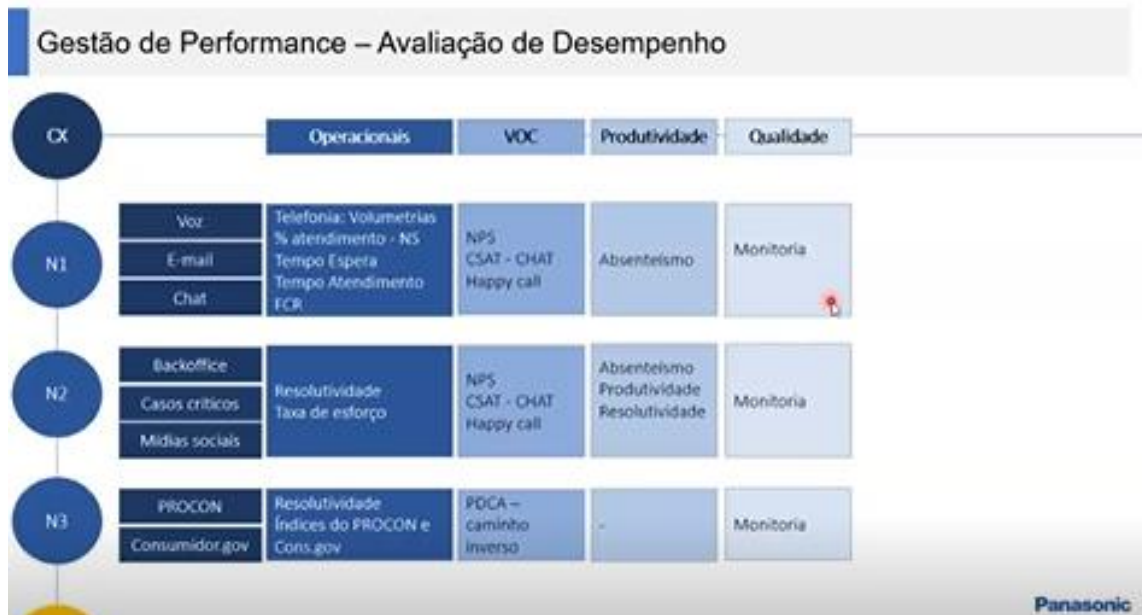 Gestão de Performance – Avaliação de Desempenho
CX
Operacionais
VOC
Produtividade
Qualidade
N1
Voz
E-mail
Chat
Telefonia: Volumetrias
% atendimento - NS
Tempo Espera
Tempo Atendimento
FCR
NPS
CSAT - CHAT
Happy call
Absenteísmo
Monitoria
N2
Backoffice
Casos críticos
Mídias sociais
Resolutividade
Taxa de esforço
NPS
CSAT - CHAT
Happy call
Absenteísmo
Produtividade
Resolutividade
Monitoria
N3
PROCON
Consumidor.gov
Resolutividade
Índices do PROCON e
Cons.gov
PDCA –
caminho
inverso
-
Monitoria
Panasonic